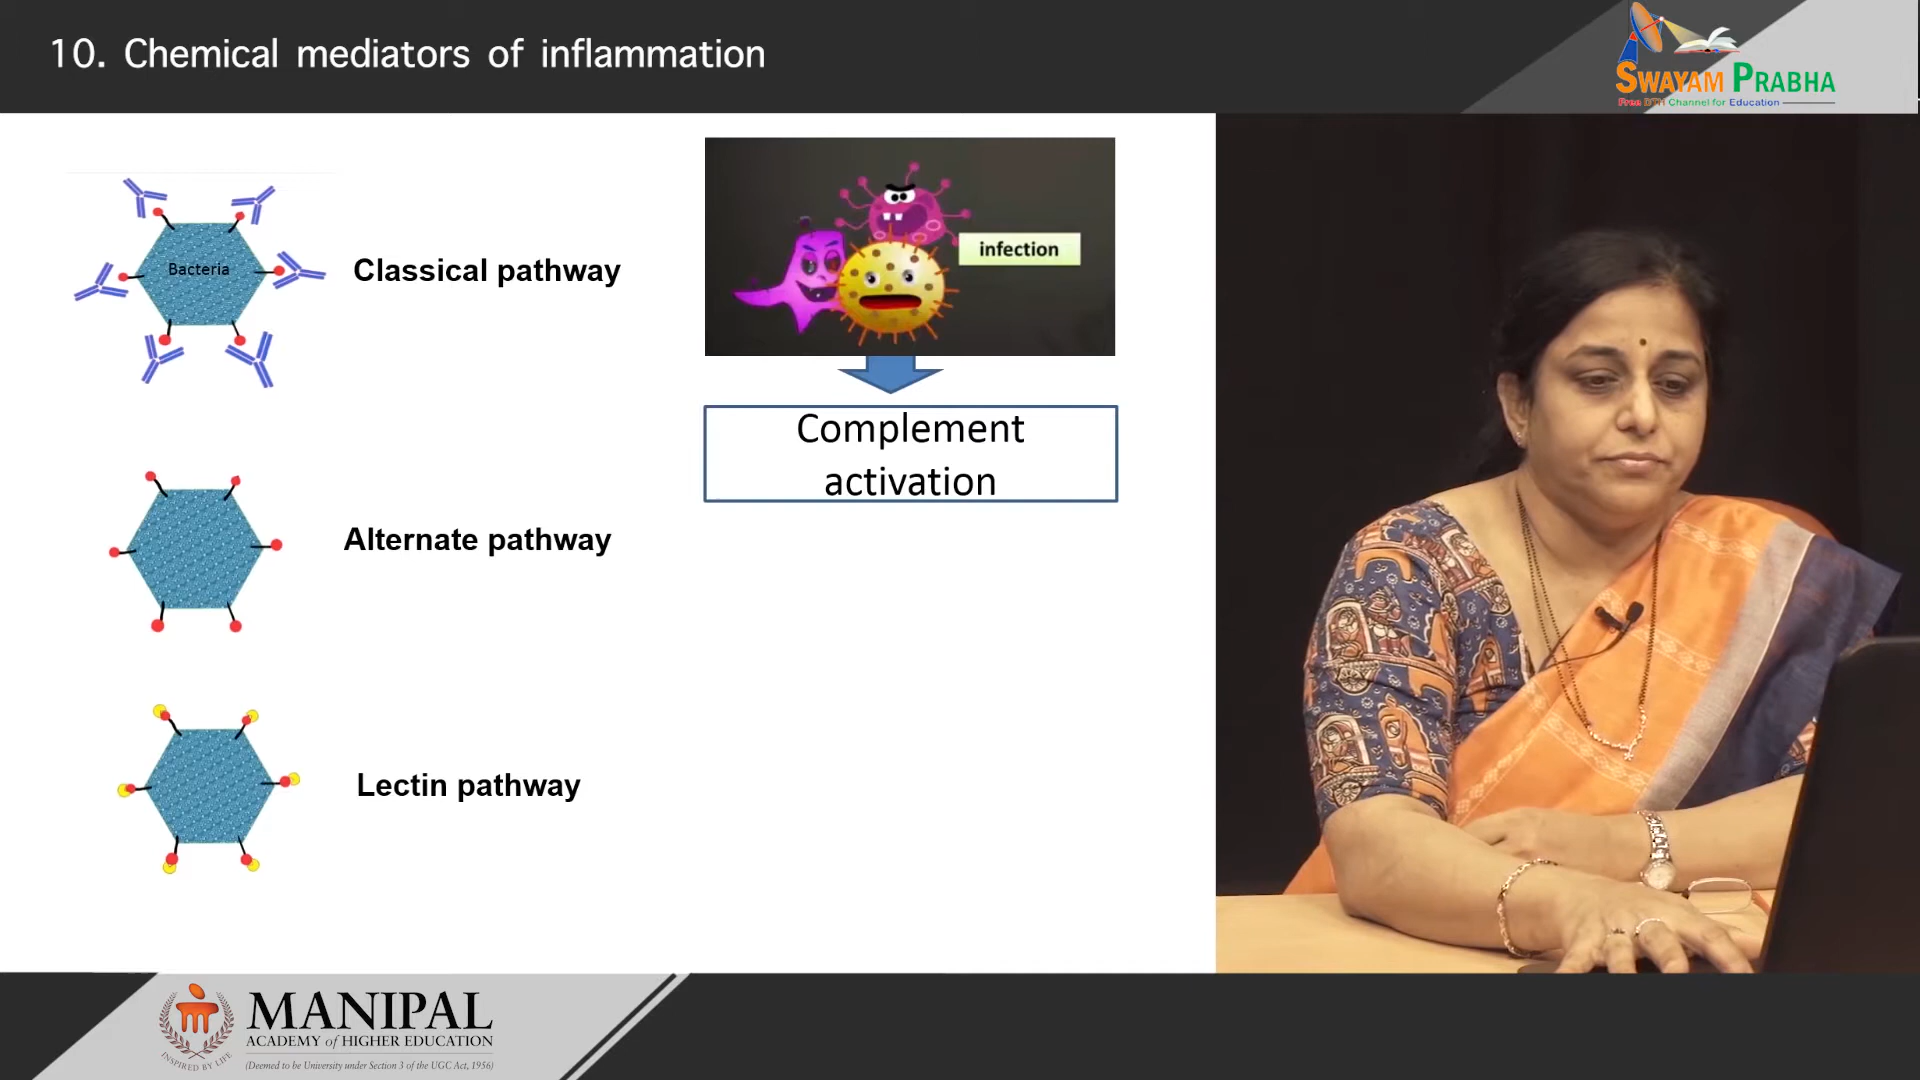 10. Chemical mediators of inflammation
SWAYAM PRABHA
Free DTH Channel for Education
Bacteria
Classical pathway
infection
Complement
activation
Alternate pathway
Lectin pathway
MANIPAL
ACADEMY of HIGHER EDUCATION
(Deemed to be University under Section 3 of the UGC Act, 1956)
INSPIRED BY LIFE